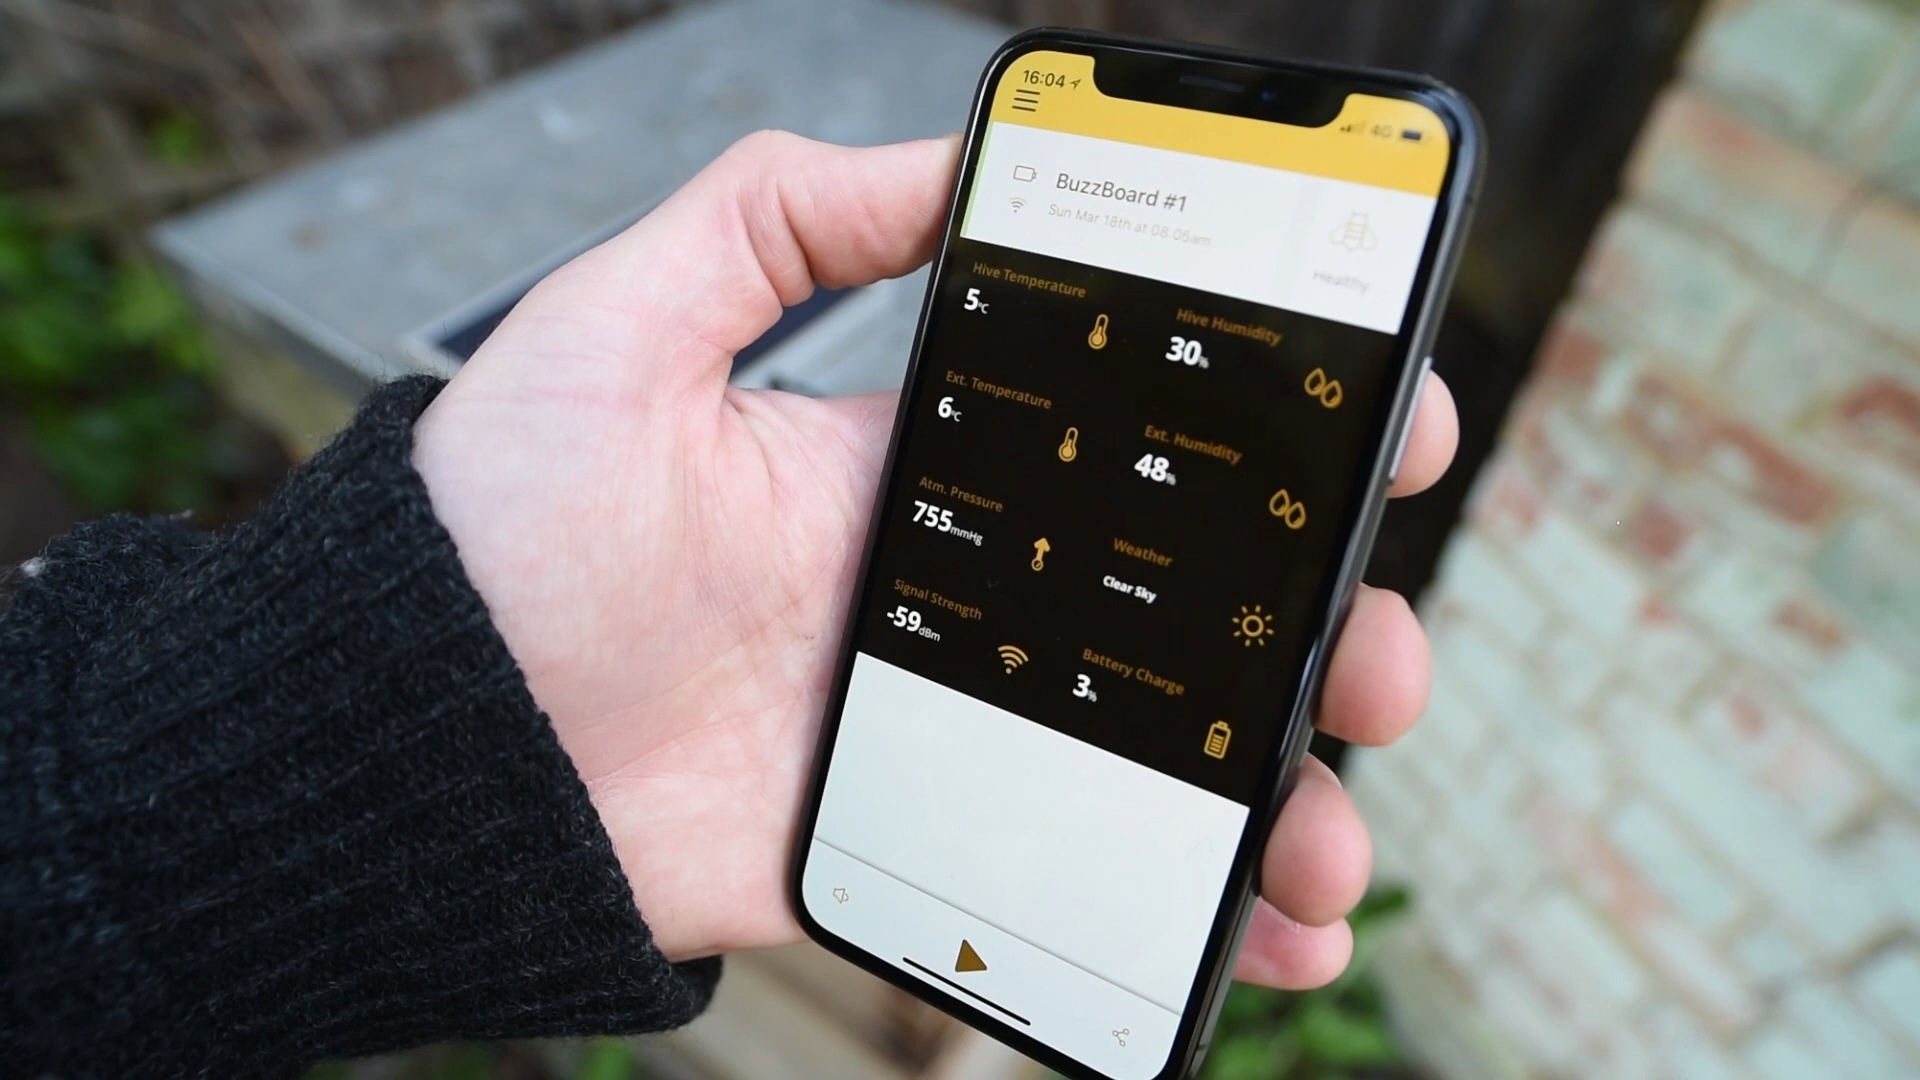 16:04
4G
BuzzBoard #1
Sun Mar 18th at 08:05am
Healthy
Hive Temperature
5°C
Hive Humidity
30%
Ext. Temperature
6°C
Ext. Humidity
48%
Atm. Pressure
755mmHg
Weather
Clear Sky
Signal Strength
-59dBm
Battery Charge
3%